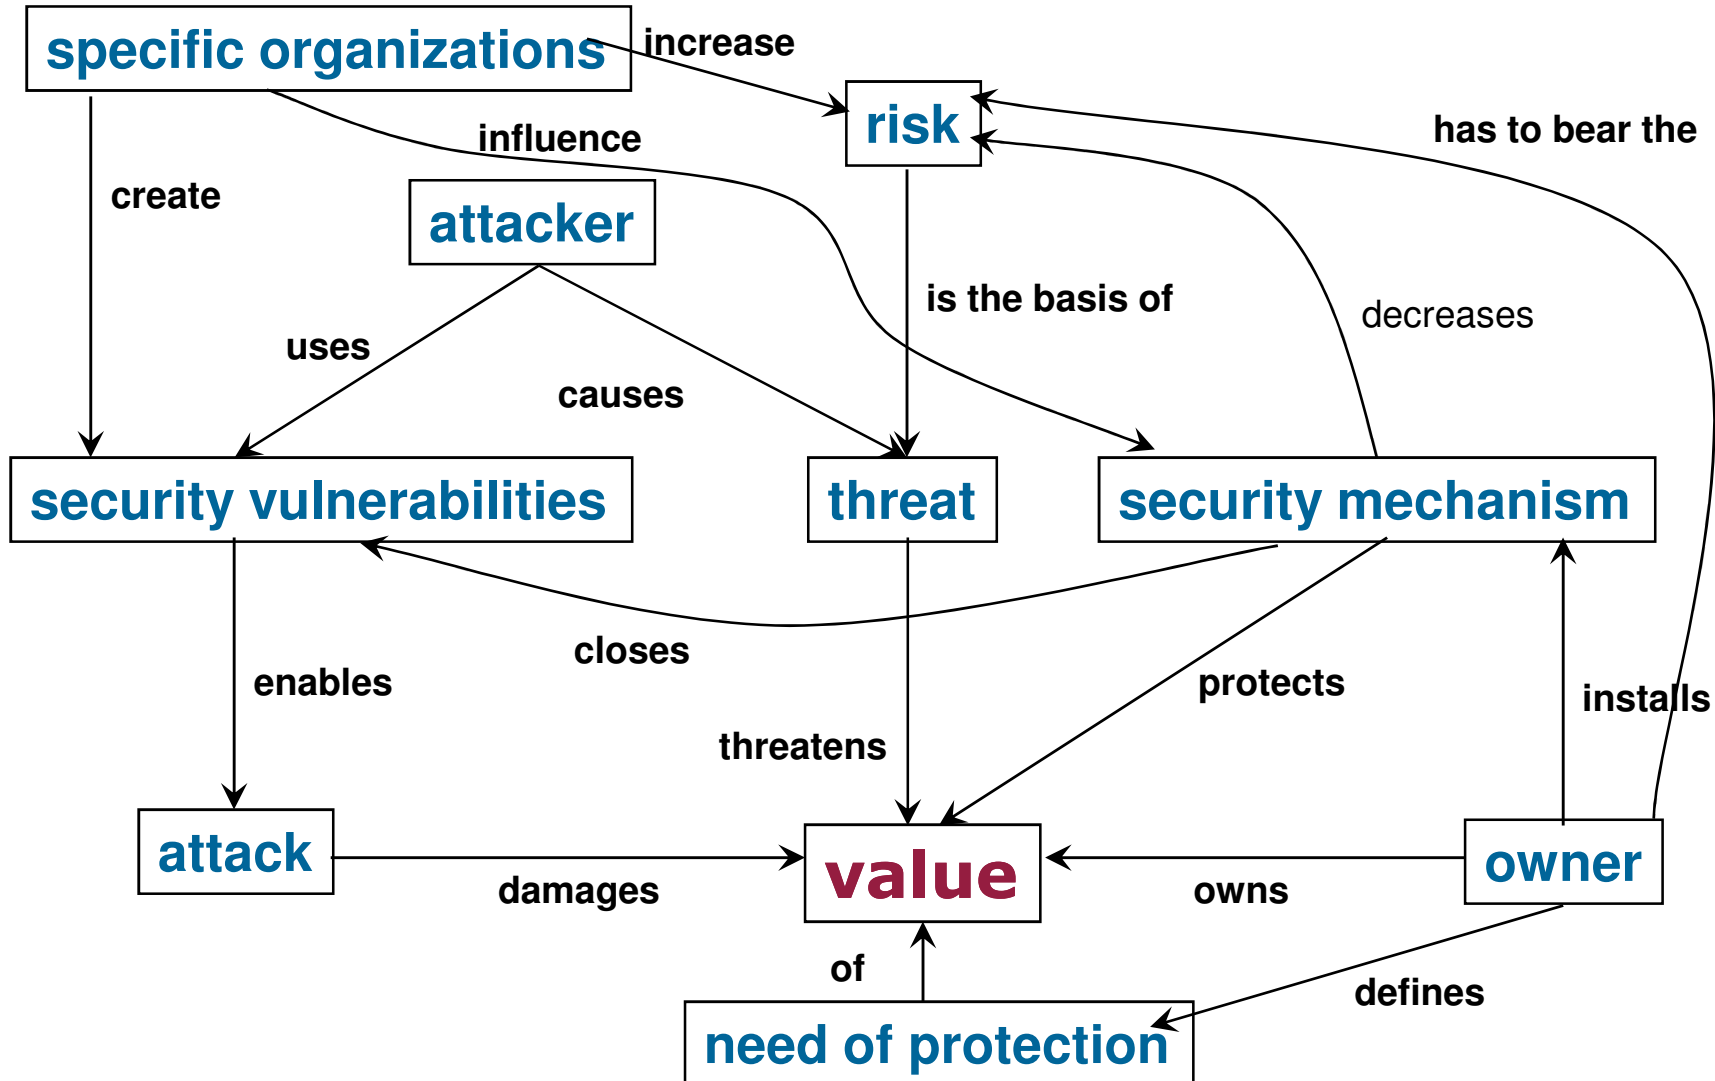 specific organizations
increase
risk
has to bear the
influence
create
attacker
is the basis of
decreases
uses
causes
security vulnerabilities
threat
security mechanism
closes
enables
protects
installs
threatens
attack
value
owner
damages
owns
of
defines
need of protection